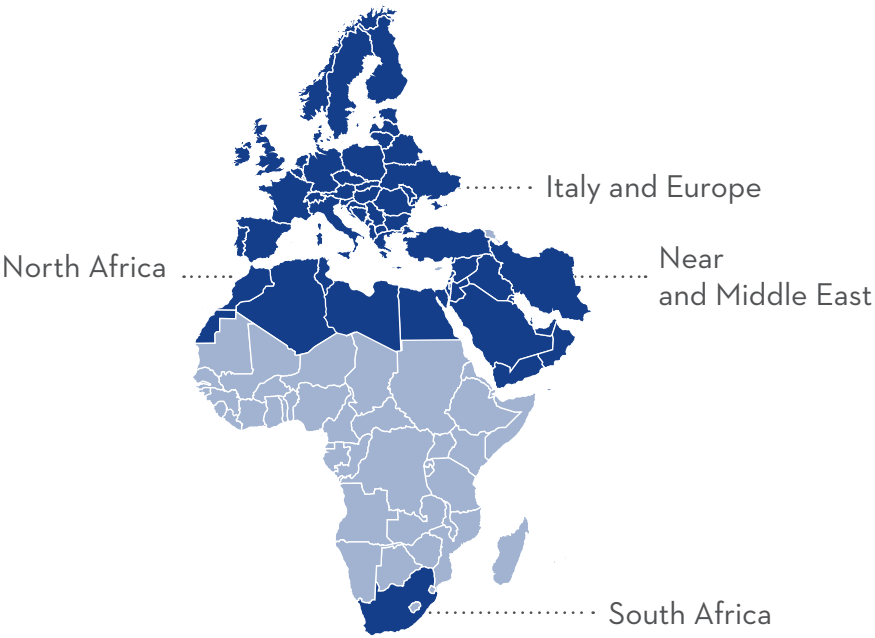 Italy and Europe
North Africa
Near
and Middle East
South Africa